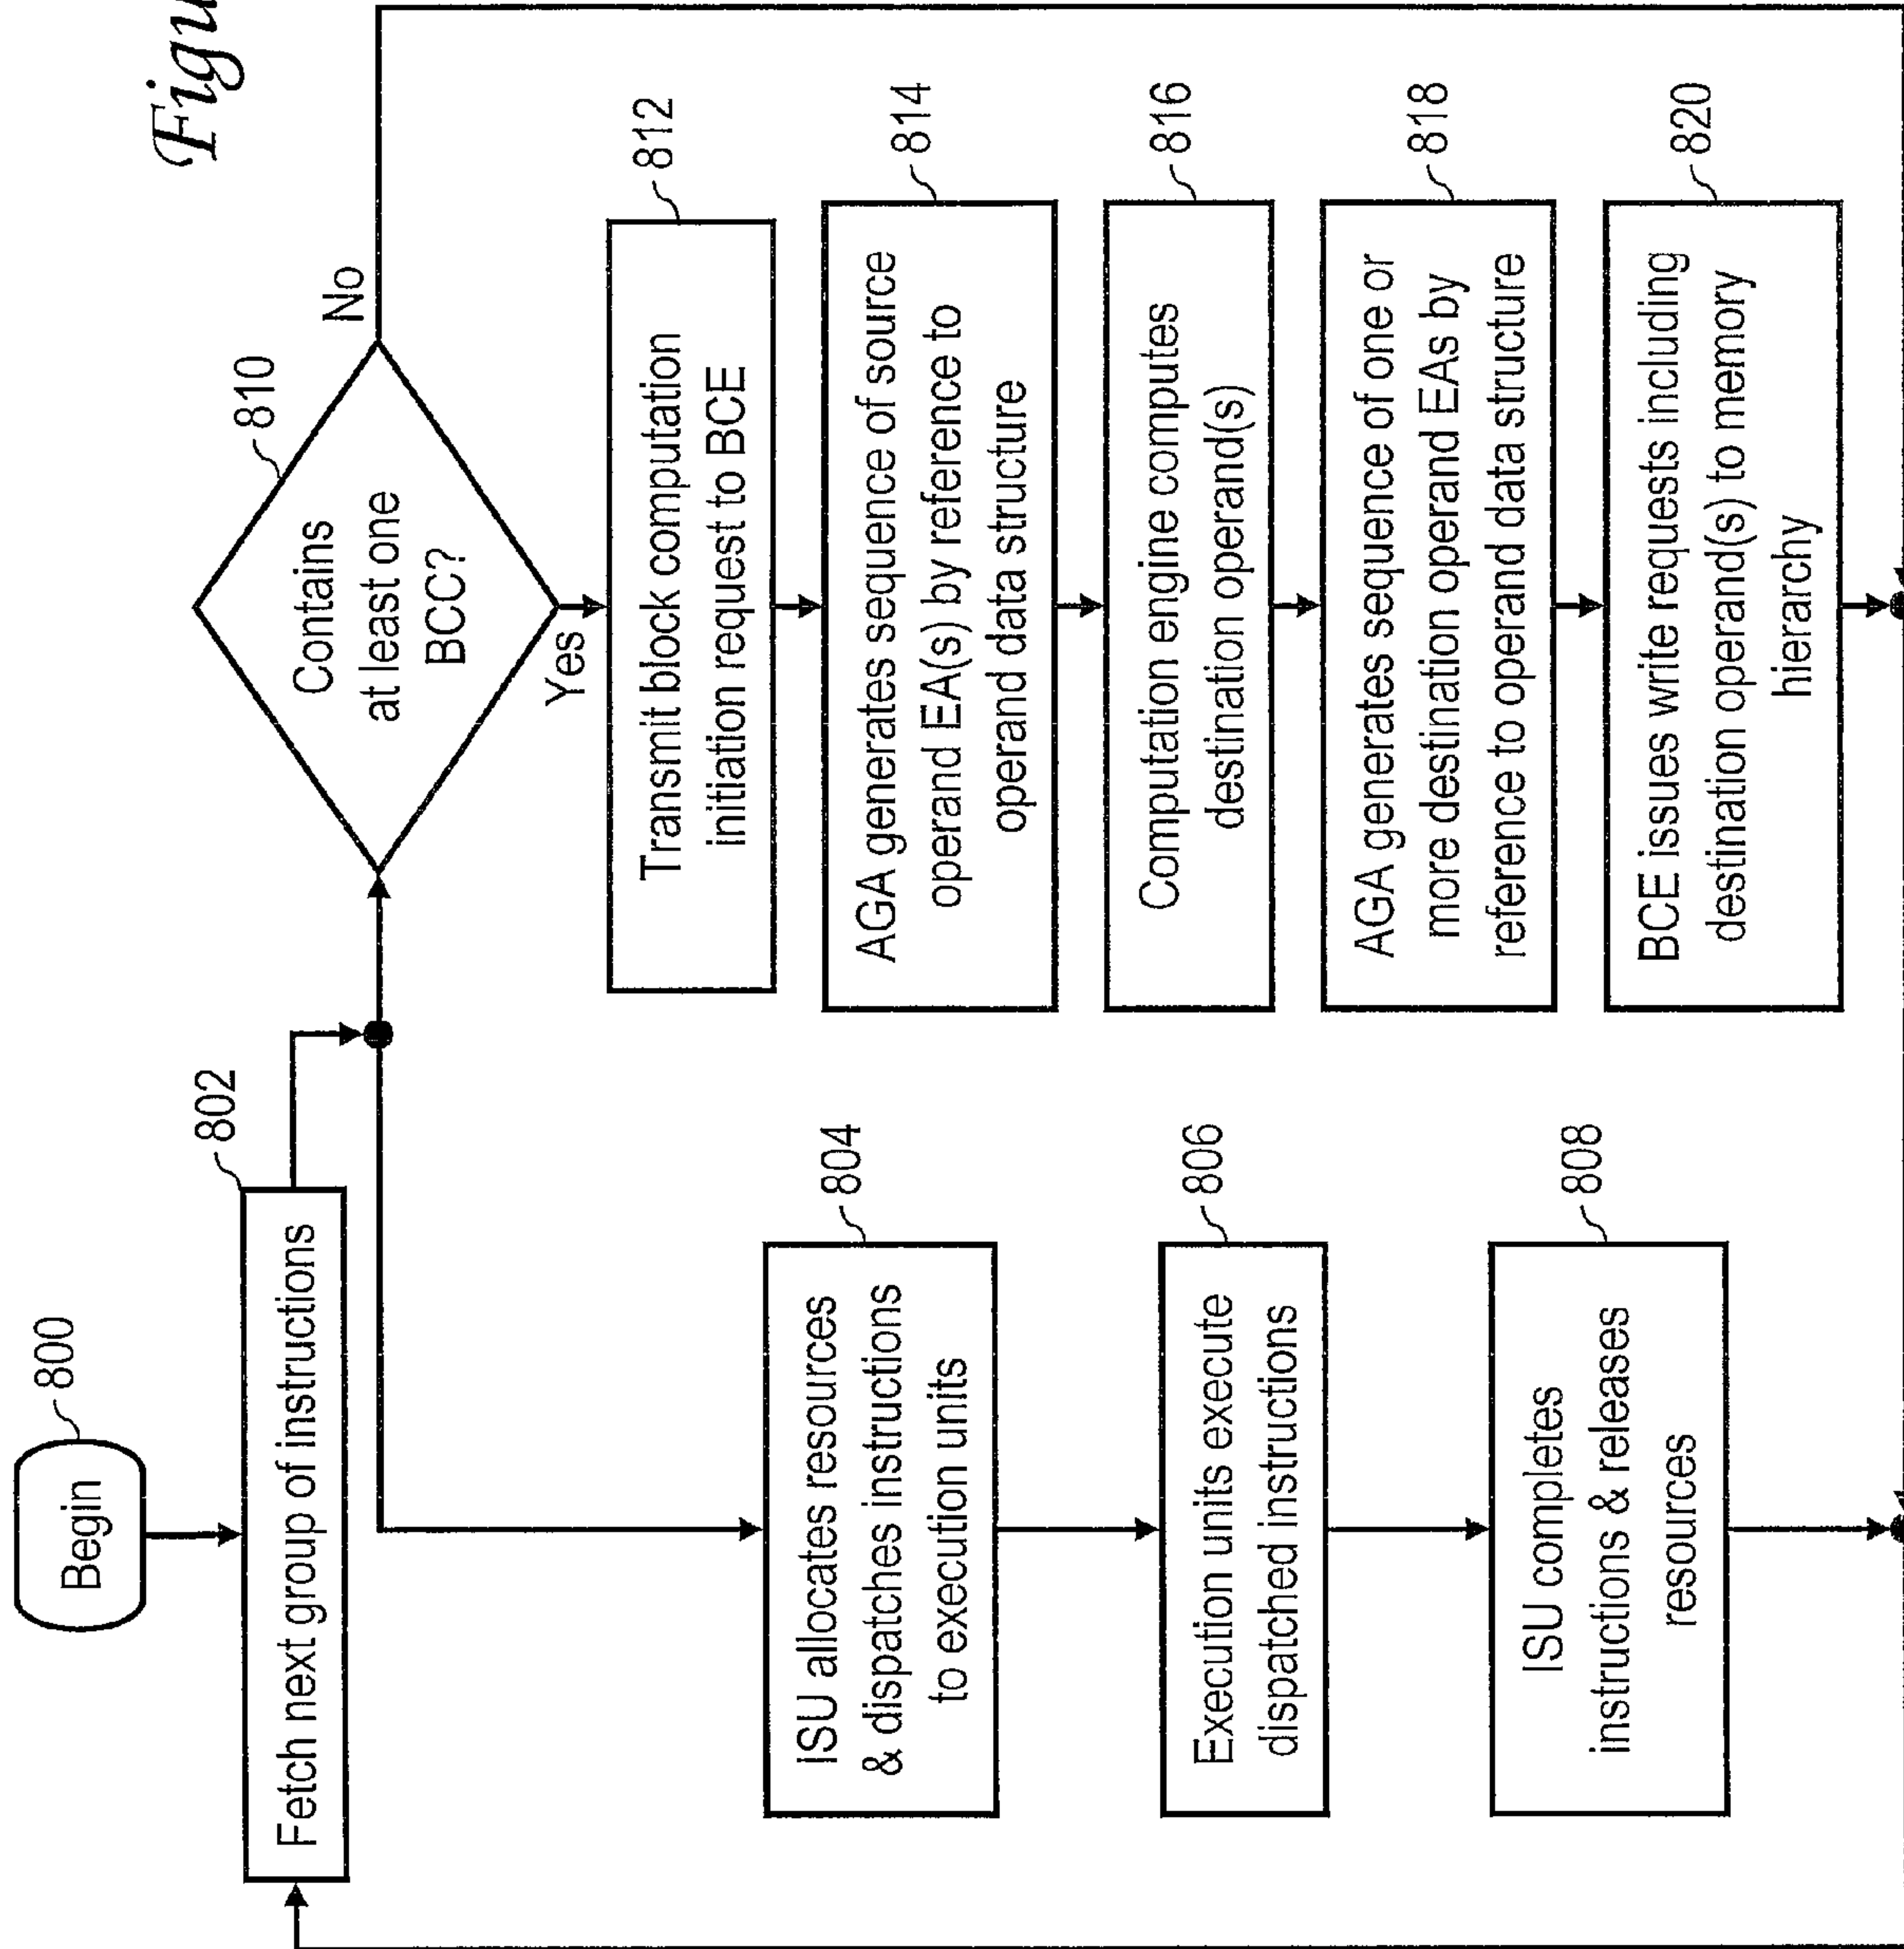 Begin
800
Fetch next group of instructions
802
ISU allocates resources
& dispatches instructions
to execution units
804
Execution units execute
dispatched instructions
806
ISU completes
instructions & releases
resources
808
Contains
at least one
BCC?
810
No
Yes
Transmit block computation
initiation request to BCE
812
AGA generates sequence of source
operand EA(s) by reference to
operand data structure
814
Computation engine computes
destination operand(s)
816
AGA generates sequence of one or
more destination operand EAs by
reference to operand data structure
818
BCE issues write requests including
destination operand(s) to memory
hierarchy
820